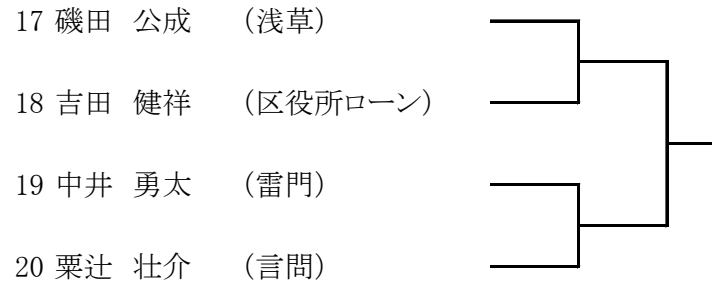 17 磯田 公成 (浅草)
18 吉田 健祥 (区役所ローン)
19 中井 勇太 (雷門)
20 粟辻 壮介 (言問)